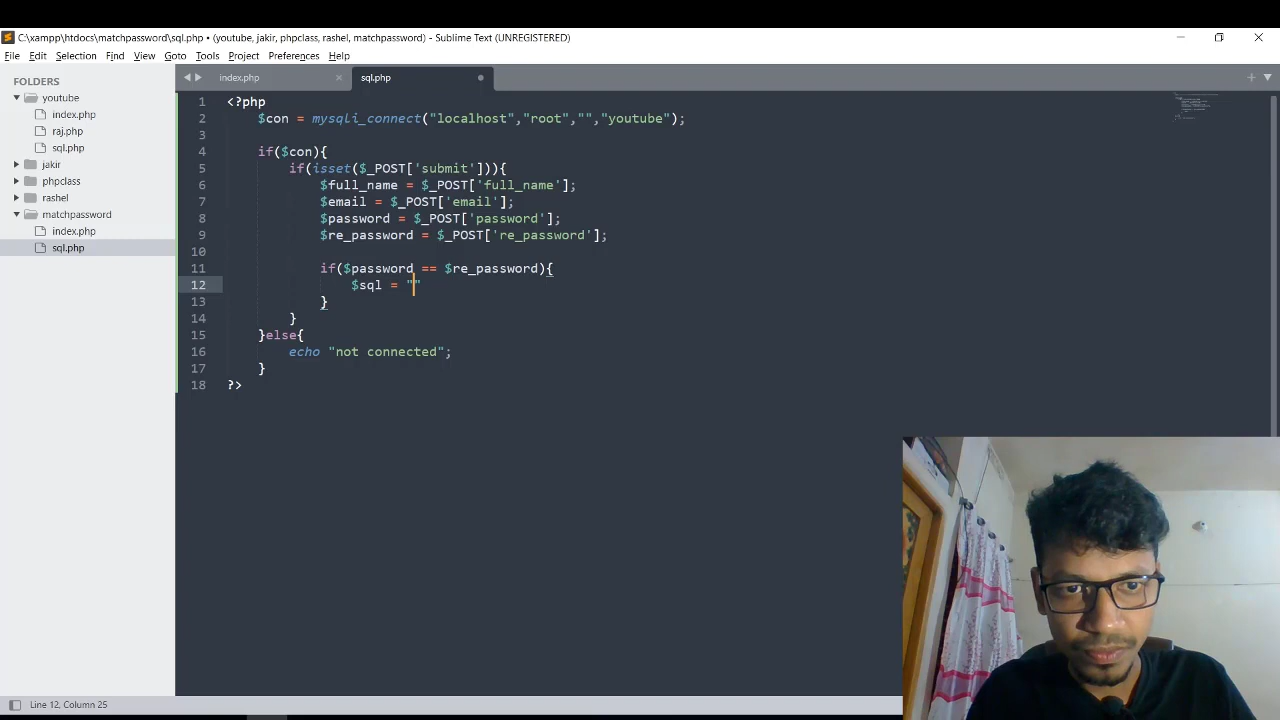 C:\xampp\htdocs\matchpassword\sql.php • (youtube, jakir, phpclass, rashel, matchpassword) - Sublime Text (UNREGISTERED)
File Edit Selection Find View Goto Tools Project Preferences Help
FOLDERS
youtube
index.php
raj.php
sql.php
jakir
phpclass
rashel
matchpassword
index.php
sql.php
index.php sql.php
1 <?php
2 $con = mysqli_connect("localhost","root","","youtube");
3
4 if($con){
5 if(isset($_POST['submit'])){
6 $full_name = $_POST['full_name'];
7 $email = $_POST['email'];
8 $password = $_POST['password'];
9 $re_password = $_POST['re_password'];
10
11 if($password == $re_password){
12 $sql = ""
13 }
14 }
15 }else{
16 echo "not connected";
17 }
18 ?>
Line 12, Column 25